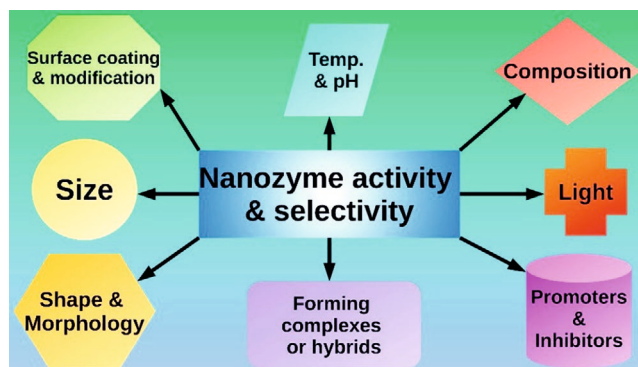 Surface coating
& modification
Temp.
& pH
Composition
Size
Nanozyme activity
& selectivity
Light
Shape &
Morphology
Forming
complexes
or hybrids
Promoters
&
Inhibitors